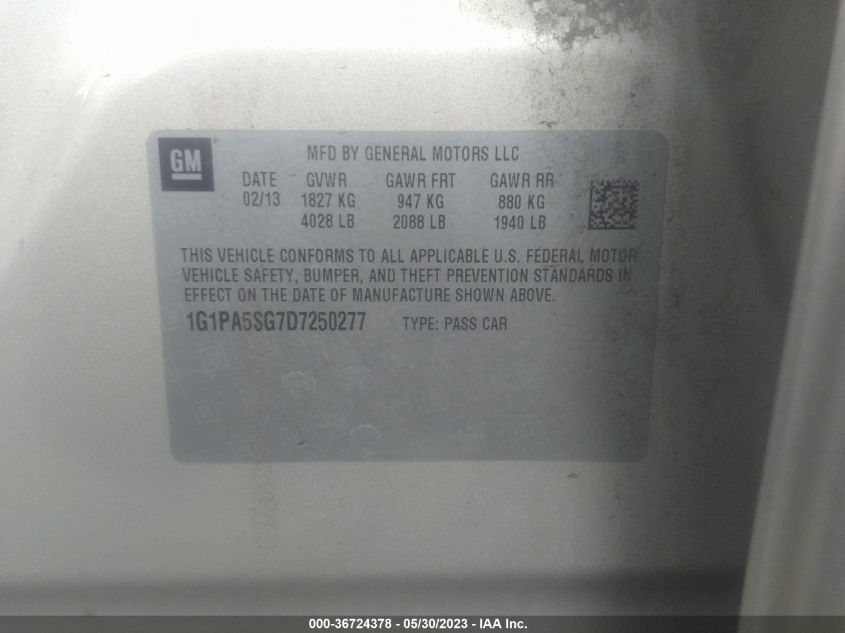 GM
MFD BY GENERAL MOTORS LLC
DATE GVWR GAWR FRT GAWR RR
02/13 1827 KG 947 KG 880 KG
4028 LB 2088 LB 1940 LB
THIS VEHICLE CONFORMS TO ALL APPLICABLE U.S. FEDERAL MOTOR
VEHICLE SAFETY, BUMPER, AND THEFT PREVENTION STANDARDS IN
EFFECT ON THE DATE OF MANUFACTURE SHOWN ABOVE.
1G1PA5SG7D7250277 TYPE: PASS CAR
000-36724378 - 05/30/2023 - IAA Inc.